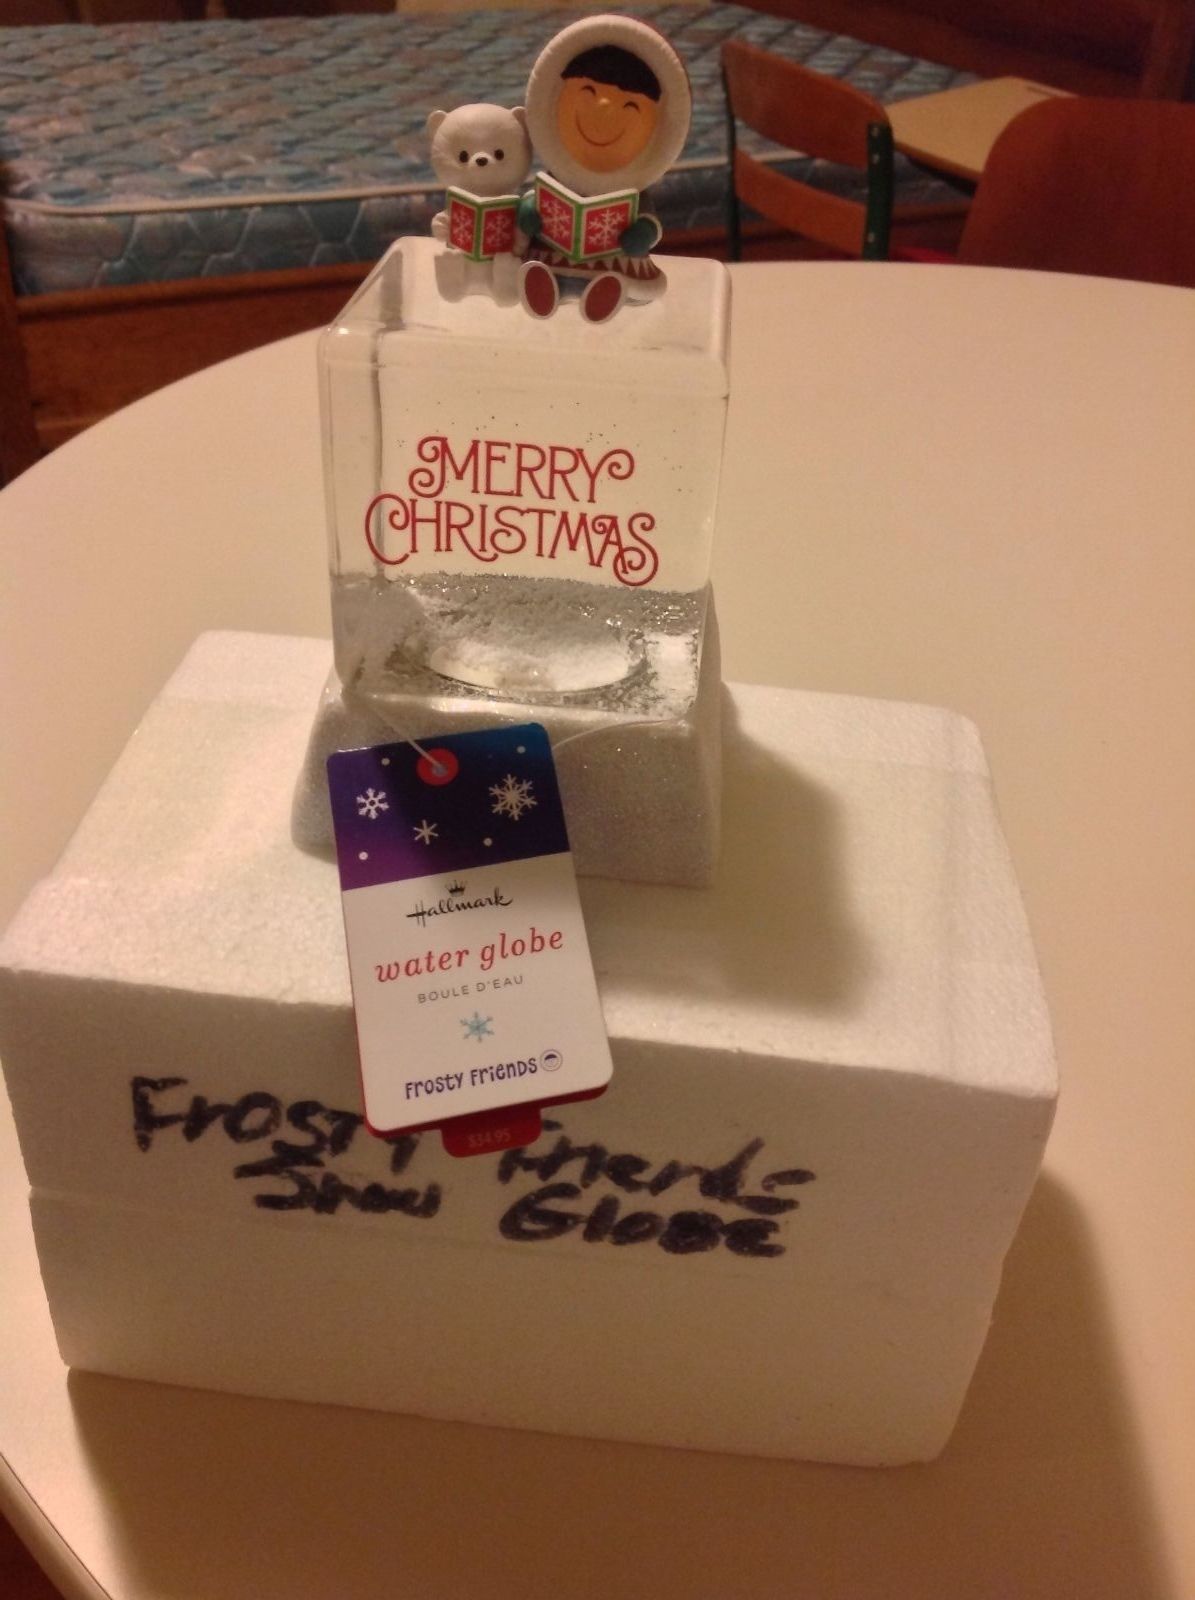 MERRY
CHRISTMAS
Hallmark
water globe
BOULE D'EAU
Frosty Friends
$34.95
Frosty Friends
Snow Globe